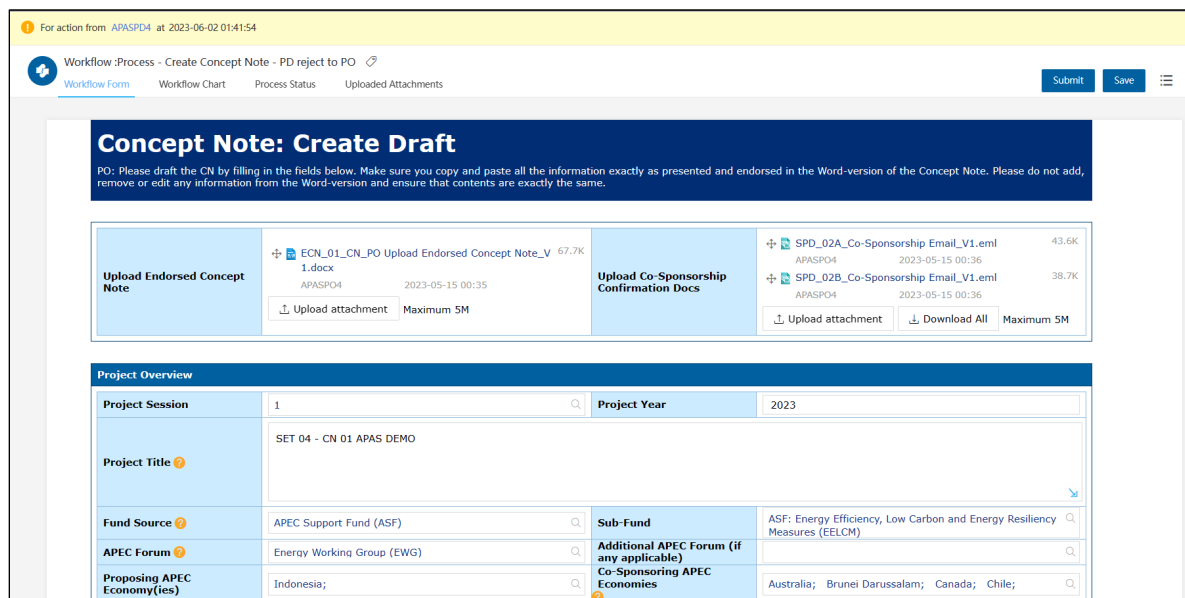 For action from APASPD4 at 2023-06-02 01:41:54
Workflow :Process - Create Concept Note - PD reject to PO
Workflow Form Workflow Chart Process Status Uploaded Attachments
Submit Save
Concept Note: Create Draft
PO: Please draft the CN by filling in the fields below. Make sure you copy and paste all the information exactly as presented and endorsed in the Word-version of the Concept Note. Please do not add,
remove or edit any information from the Word-version and ensure that contents are exactly the same.
Upload Endorsed Concept
Note
ECN_01_CN_PO Upload Endorsed Concept Note_V 67.7K
1.docx
APASPO4 2023-05-15 00:35
Upload attachment Maximum 5M
Upload Co-Sponsorship
Confirmation Docs
SPD_02A_Co-Sponsorship Email_V1.eml 43.6K
APASPO4 2023-05-15 00:36
SPD_02B_Co-Sponsorship Email_V1.eml 38.7K
APASPO4 2023-05-15 00:36
Upload attachment Download All Maximum 5M
Project Overview
Project Session 1 Project Year 2023
Project Title ? SET 04 - CN 01 APAS DEMO
Fund Source ? APEC Support Fund (ASF) Sub-Fund
ASF: Energy Efficiency, Low Carbon and Energy Resiliency
Measures (EELCM)
APEC Forum ? Energy Working Group (EWG)
Additional APEC Forum (if
any applicable)
Proposing APEC
Economy(ies)
Indonesia;
Co-Sponsoring APEC
Economies
?
Australia; Brunei Darussalam; Canada; Chile;